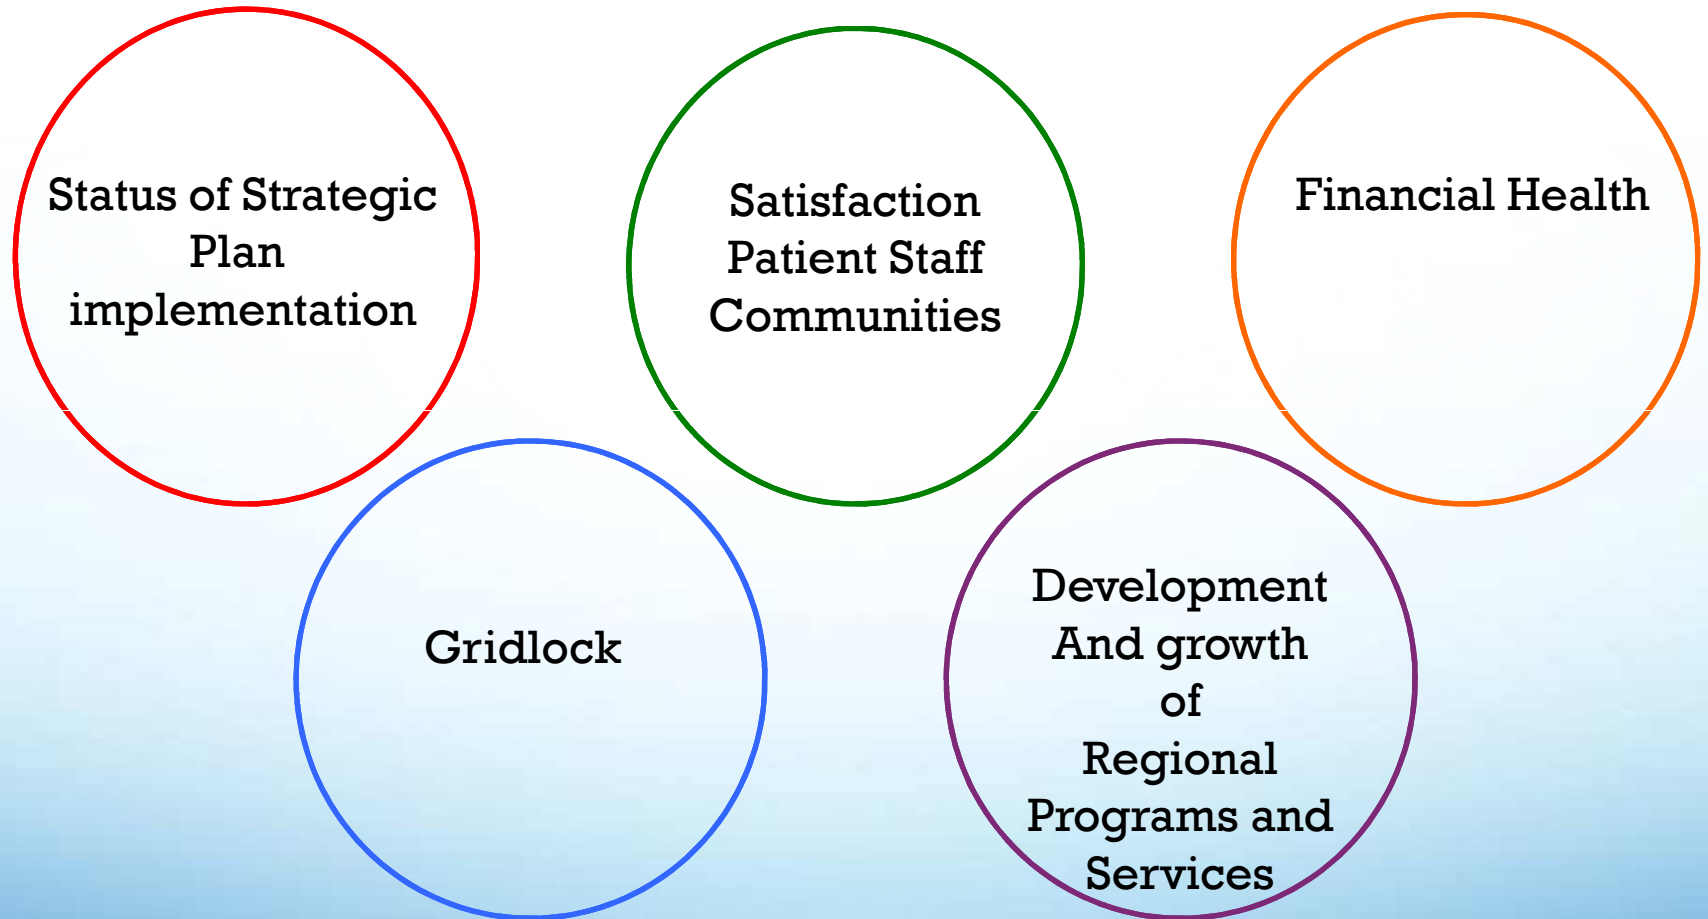 Status of Strategic
Plan
implementation
Satisfaction
Patient Staff
Communities
Financial Health
Gridlock
Development
And growth
of
Regional
Programs and
Services